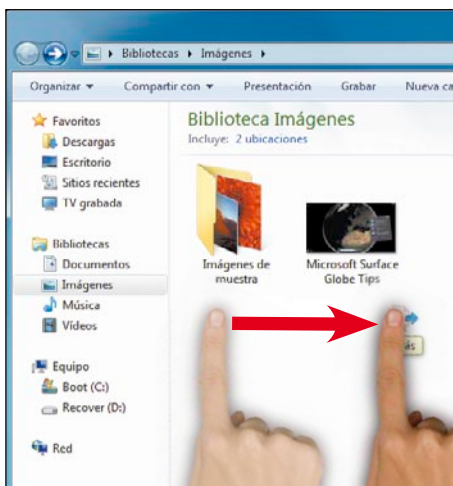 Bibliotecas Imágenes
Organizar Compartir con Presentación Grabar Nueva ca
Favoritos
Descargas
Escritorio
Sitios recientes
TV grabada
Bibliotecas
Documentos
Imágenes
Música
Vídeos
Equipo
Boot (C:)
Recover (D:)
Red
Biblioteca Imágenes
Incluye: 2 ubicaciones
Imágenes de
muestra
Microsoft Surface
Globe Tips
ás